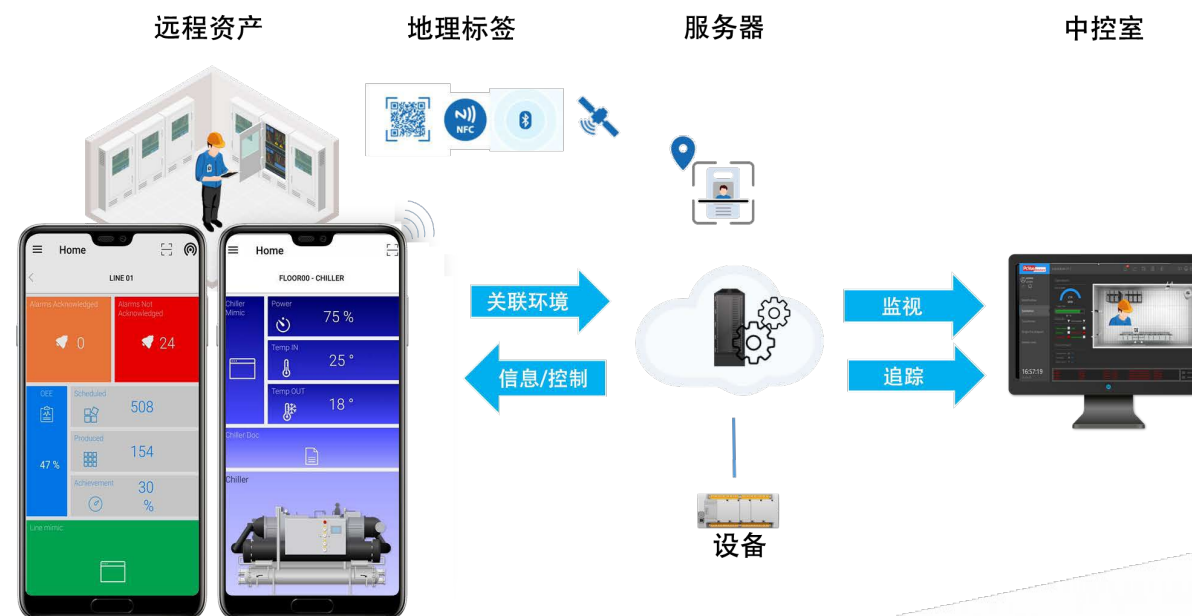 远程资产
地理标签
服务器
中控室
NFC
Home
LINE 01
Alarms Acknowledged
0
Alarms Not
Acknowledged
24
OEE
47 %
Scheduled
508
Produced
154
Achievement
30
%
Line mimic
Home
FLOOR00 - CHILLER
Chiller
Mimic
Power
75 %
Temp IN
25 °
Temp OUT
18 °
Chiller Doc
Chiller
关联环境
信息/控制
设备
监视
追踪
16:57:19